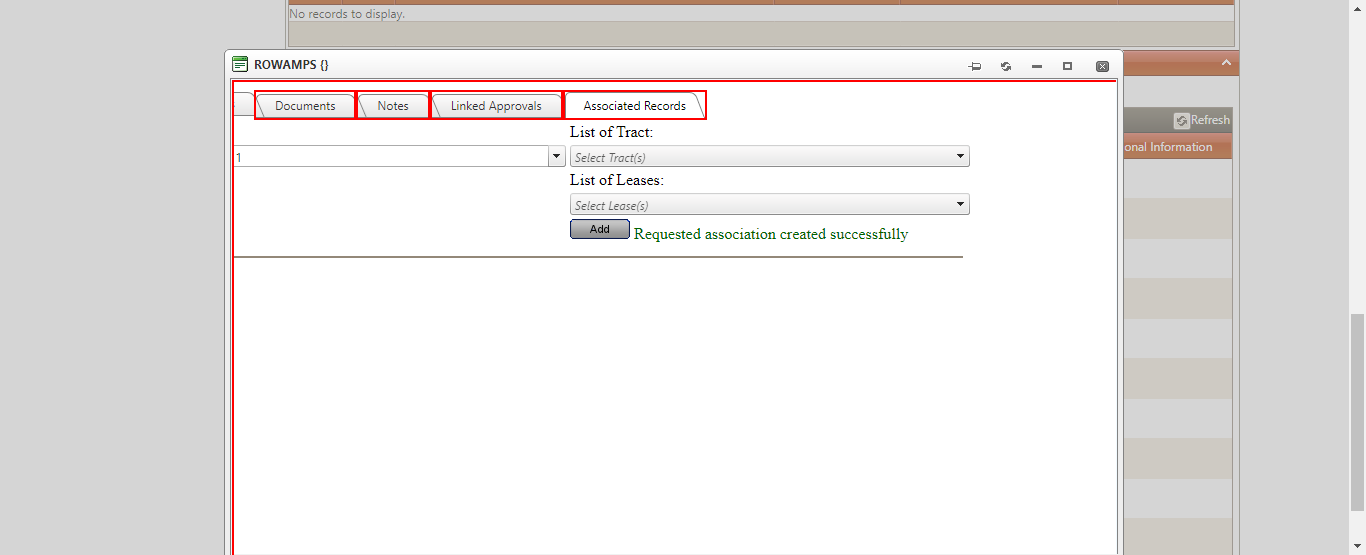 No records to display.
ROWAMPS {}
Documents
Notes
Linked Approvals
Associated Records
List of Tract:
Refresh
1
Select Tract(s)
onal Information
List of Leases:
Select Lease(s)
Add
Requested association created successfully